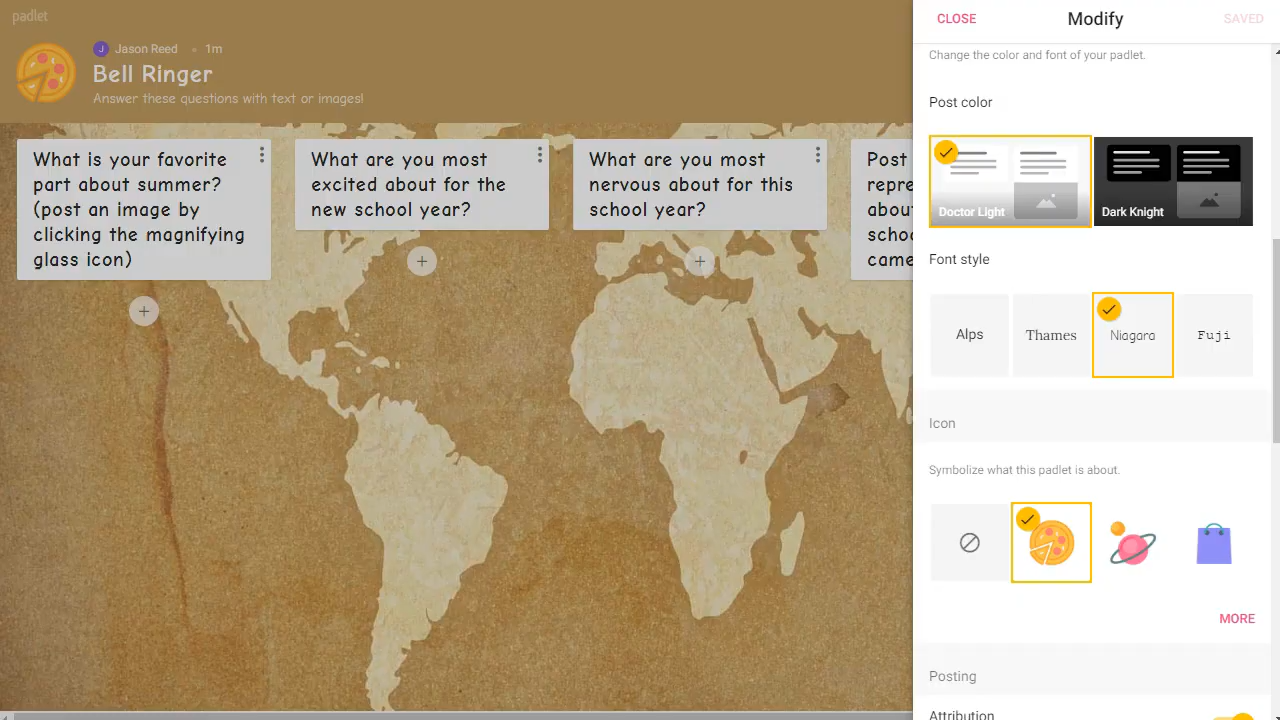 padlet
J Jason Reed • 1m
Bell Ringer
Answer these questions with text or images!
What is your favorite
part about summer?
(post an image by
clicking the magnifying
glass icon)
What are you most
excited about for the
new school year?
What are you most
nervous about for this
school year?
Post
repre
about
schoo
came
CLOSE
Modify
SAVED
Change the color and font of your padlet.
Post color
Doctor Light
Dark Knight
Font style
Alps
Thames
Niagara
Fuji
Icon
Symbolize what this padlet is about.
MORE
Posting
Attribution